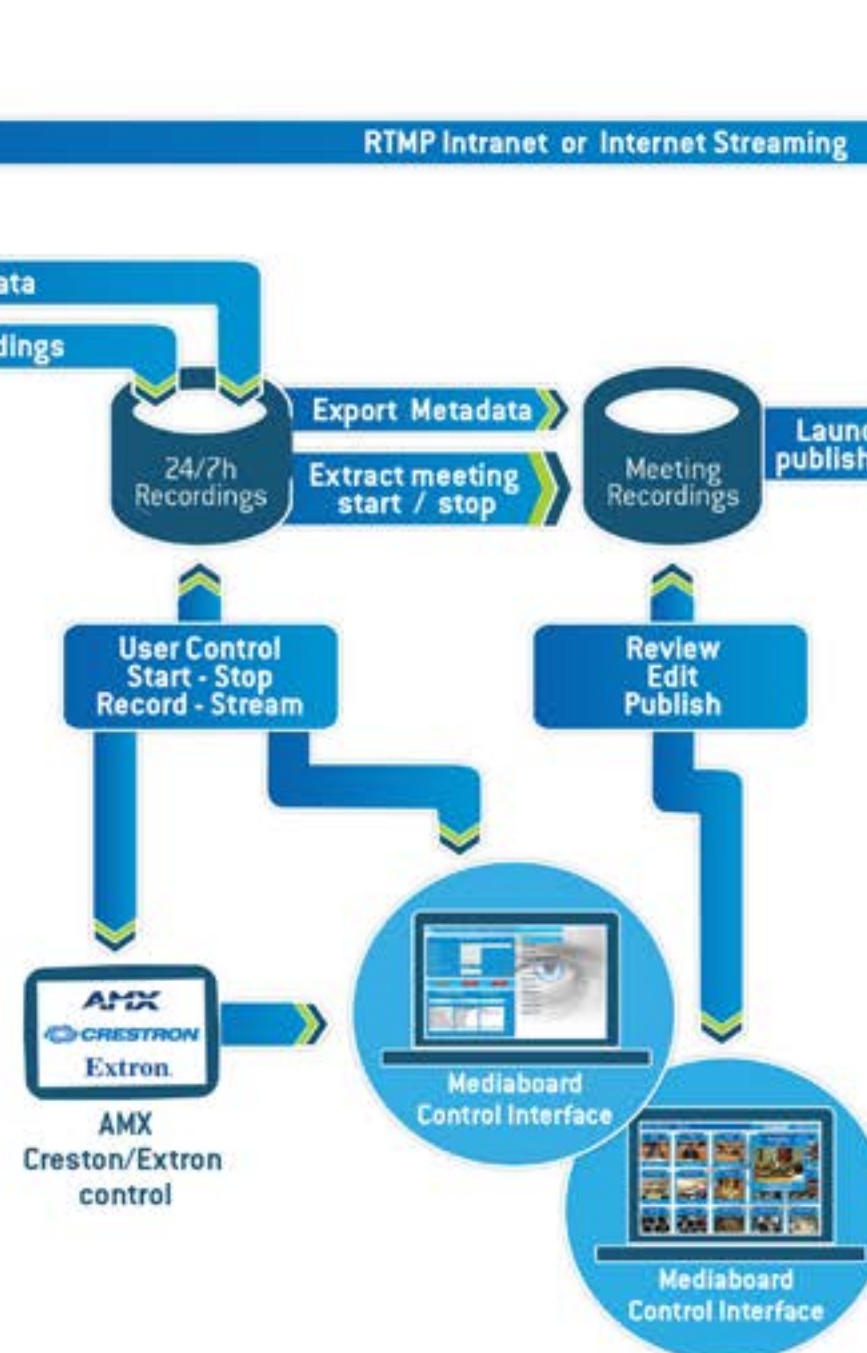 RTMP Intranet or Internet Streaming
ata
dings
Export Metadata
24/7h
Recordings
Extract meeting
start / stop
Meeting
Recordings
Launc
publish
User Control
Start - Stop
Record - Stream
Review
Edit
Publish
AMX
CRESTRON
Extron
AMX
Creston/Extron
control
Mediaboard
Control Interface
Mediaboard
Control Interface